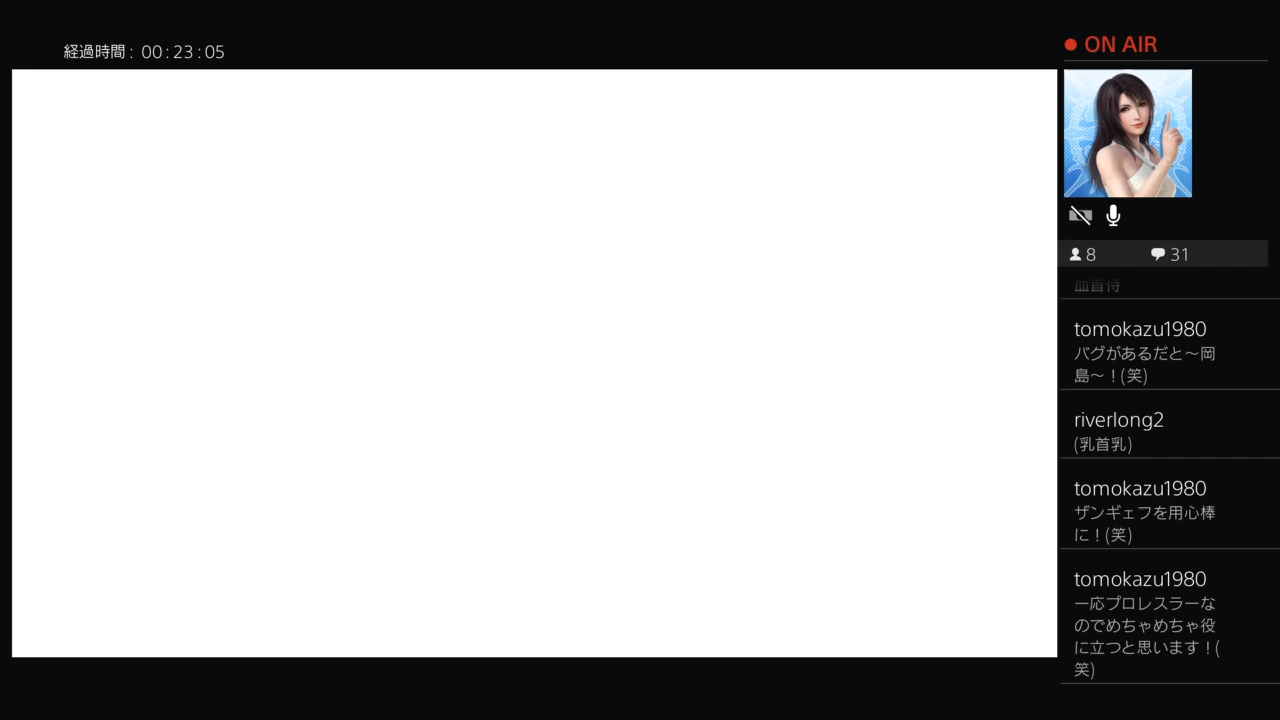 経過時間 : 00 : 23 : 05
ON AIR
8
31
血首侍
tomokazu1980
バグがあるだと～岡
島～！(笑)
riverlong2
(乳首乳)
tomokazu1980
ザンギェフを用心棒
に！(笑)
tomokazu1980
一応プロレスラーな
のでめちゃめちゃ役
に立つと思います！(
笑)